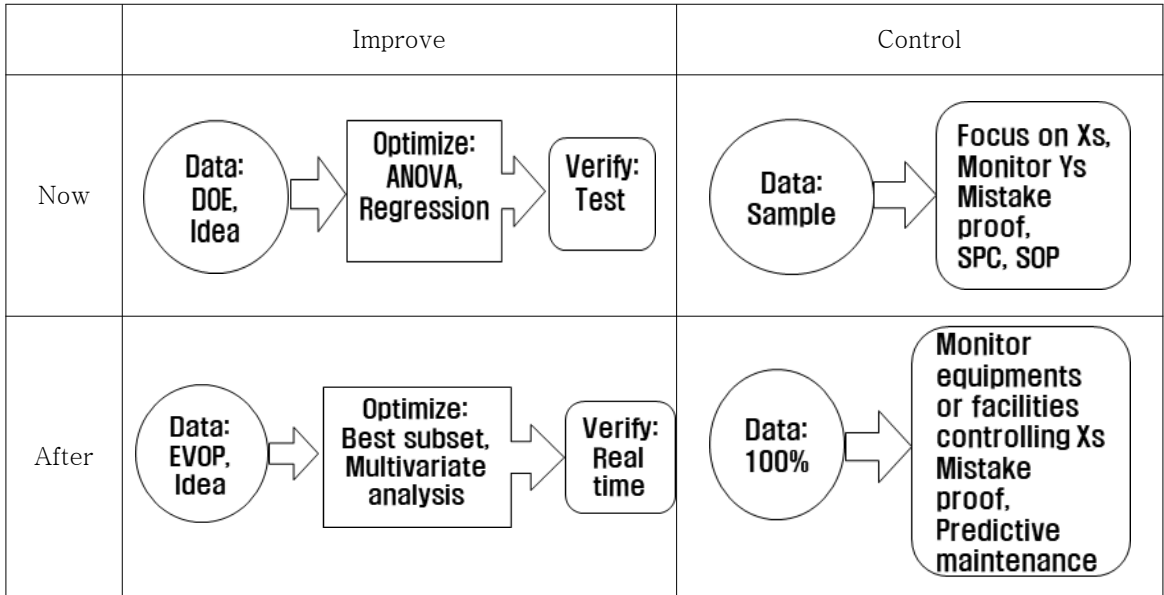 Improve
Control
Now
Data:
DOE,
Idea
Optimize:
ANOVA,
Regression
Verify:
Test
Data:
Sample
Focus on Xs,
Monitor Ys
Mistake
proof,
SPC, SOP
After
Data:
EVOP,
Idea
Optimize:
Best subset,
Multivariate
analysis
Verify:
Real
time
Data:
100%
Monitor
equipments
or facilities
controlling Xs
Mistake
proof,
Predictive
maintenance